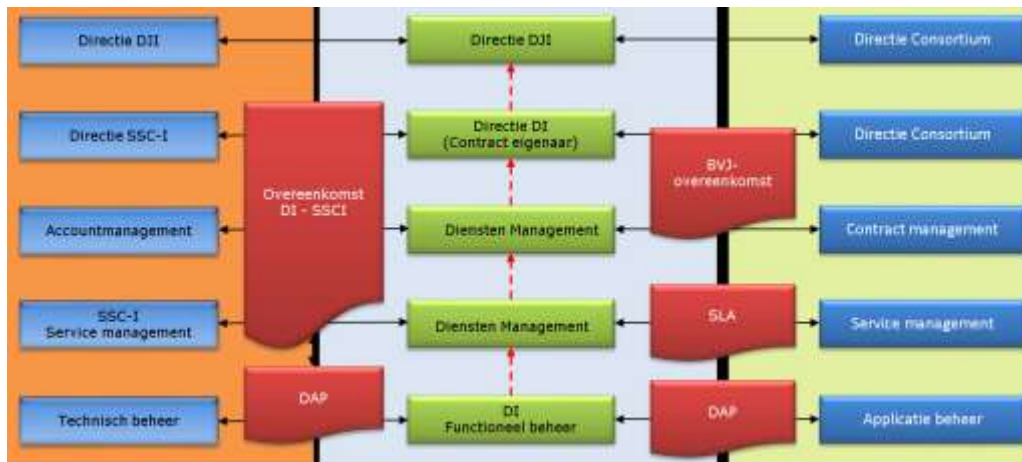 Directie DJI
Directie DJI
Directie Consortium
Directie SSC-I
Directie DI
(Contract eigenaar)
Directie Consortium
BVJ-
overeenkomst
Overeenkomst
DI - SSCI
Accountmanagement
Diensten Management
Contract management
SSC-I
Service management
Diensten Management
SLA
Service management
DAP
Technisch beheer
DI
Functioneel beheer
DAP
Applicatie beheer